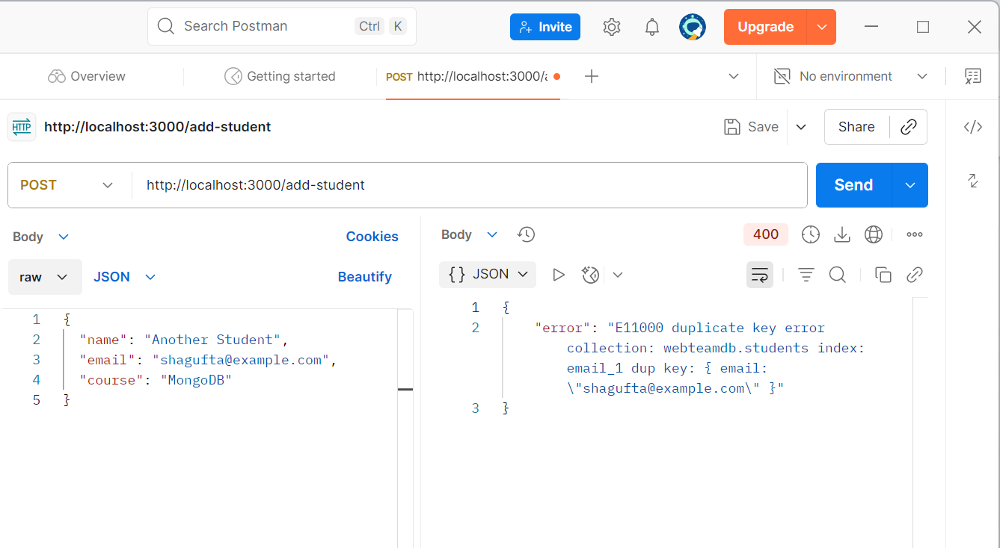 Search Postman Ctrl K Invite Upgrade
Overview Getting started POST http://localhost:3000/a No environment
HTTP http://localhost:3000/add-student Save Share
POST http://localhost:3000/add-student Send
Body Cookies
raw JSON Beautify
1 {
2 "name": "Another Student",
3 "email": "shagufta@example.com",
4 "course": "MongoDB"
5 }
Body 400
{} JSON
1 {
2 "error": "E11000 duplicate key error
collection: webteamdb.students index:
email_1 dup key: { email:
\"shagufta@example.com\" }"
3 }